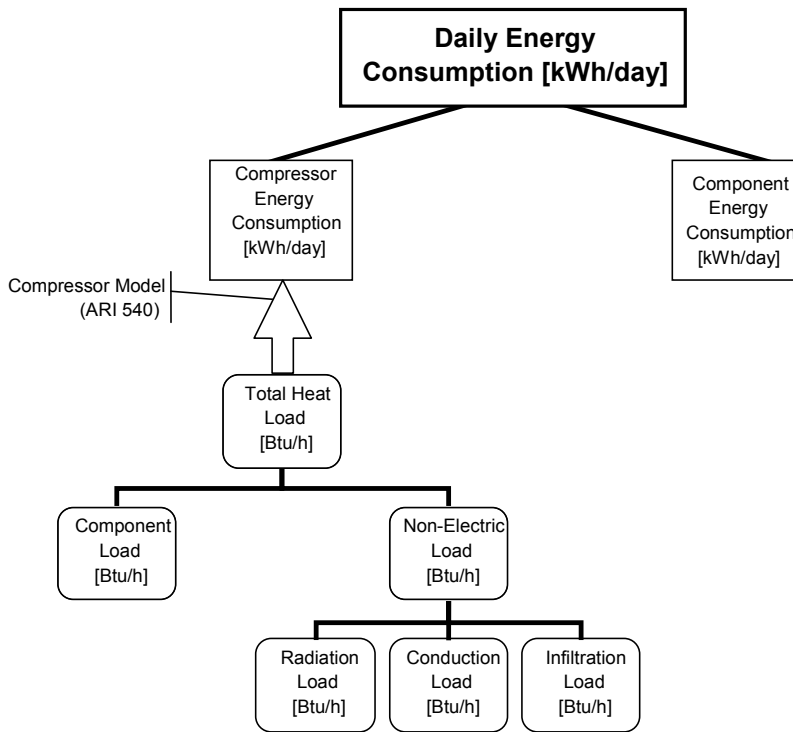 Daily Energy
Consumption [kWh/day]
Compressor
Energy
Consumption
[kWh/day]
Component
Energy
Consumption
[kWh/day]
Compressor Model
(ARI 540)
Total Heat
Load
[Btu/h]
Component
Load
[Btu/h]
Non-Electric
Load
[Btu/h]
Radiation
Load
[Btu/h]
Conduction
Load
[Btu/h]
Infiltration
Load
[Btu/h]